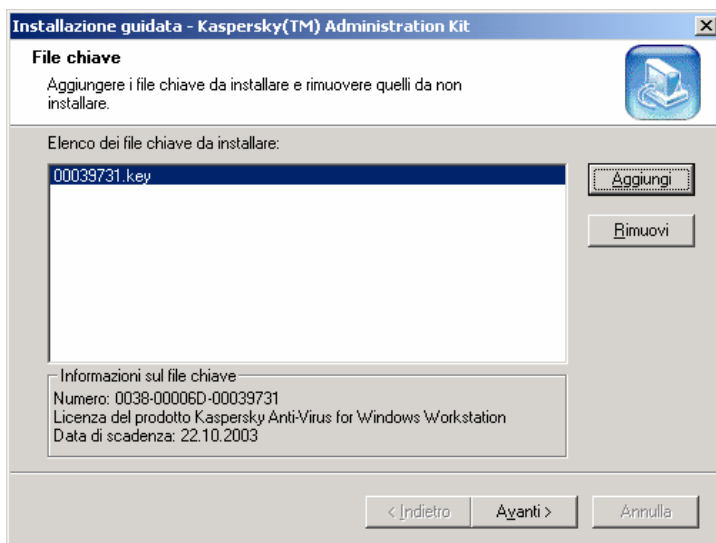 Installazione guidata - Kaspersky(TM) Administration Kit
File chiave
Aggiungere i file chiave da installare e rimuovere quelli da non
installare.
Elenco dei file chiave da installare:
00039731.key
Aggiungi
Rimuovi
Informazioni sul file chiave
Numero: 0038-00006D-00039731
Licenza del prodotto Kaspersky Anti-Virus for Windows Workstation
Data di scadenza: 22.10.2003
< Indietro
Avanti >
Annulla